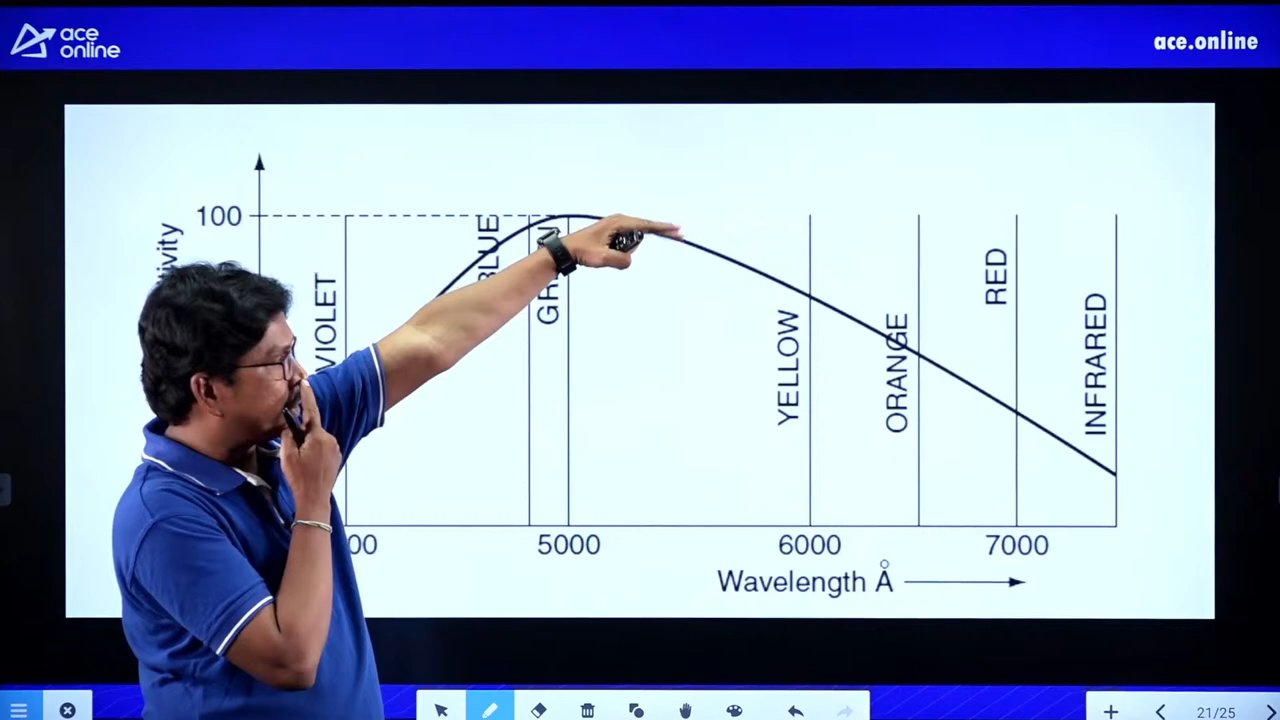 ace
online
ace.online
100
VIOLET
BLUE
YELLOW
ORANGE
RED
INFRARED
5000
6000
7000
Wavelength Å
21/25